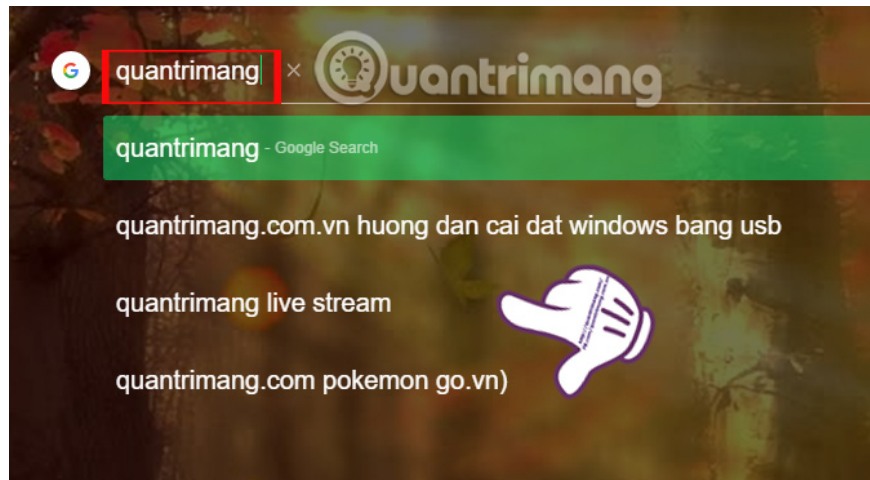 G quantrimang ×
Quantrimang
quantrimang - Google Search
quantrimang.com.vn huong dan cai dat windows bang usb
quantrimang live stream
quantrimang.com pokemon go.vn)